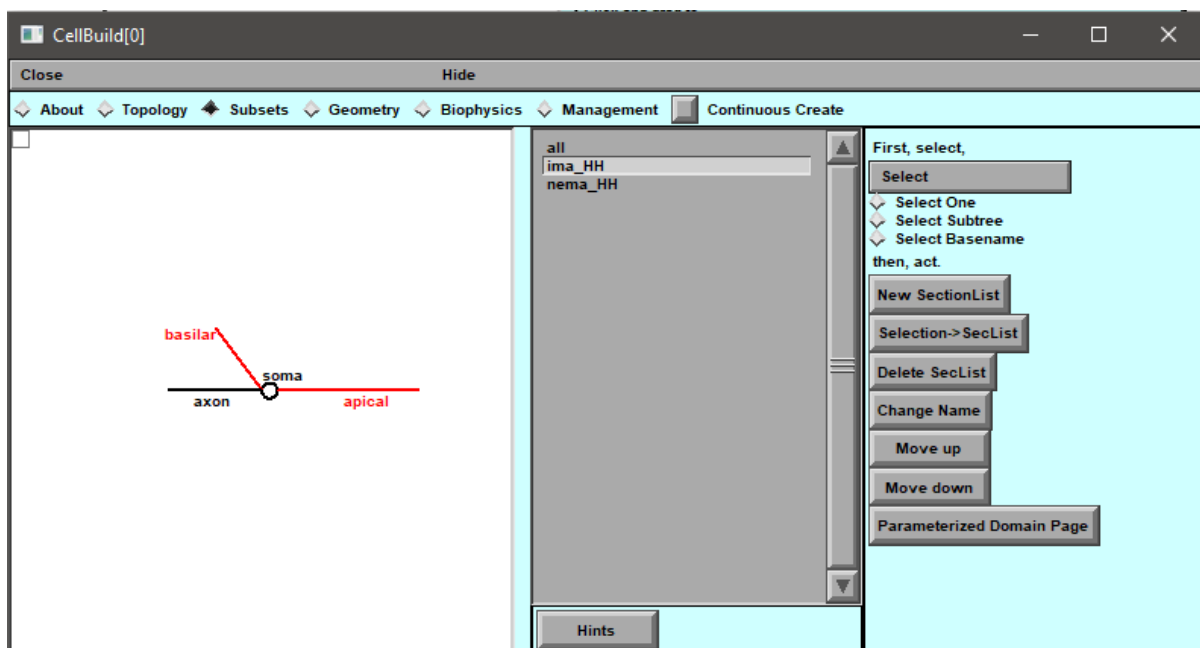 CellBuild[0]
Close Hide
About Topology Subsets Geometry Biophysics Management Continuous Create
basilar
soma
axon apical
all
ima_HH
nema_HH
Hints
First, select,
Select
Select One
Select Subtree
Select Basename
then, act.
New SectionList
Selection->SecList
Delete SecList
Change Name
Move up
Move down
Parameterized Domain Page